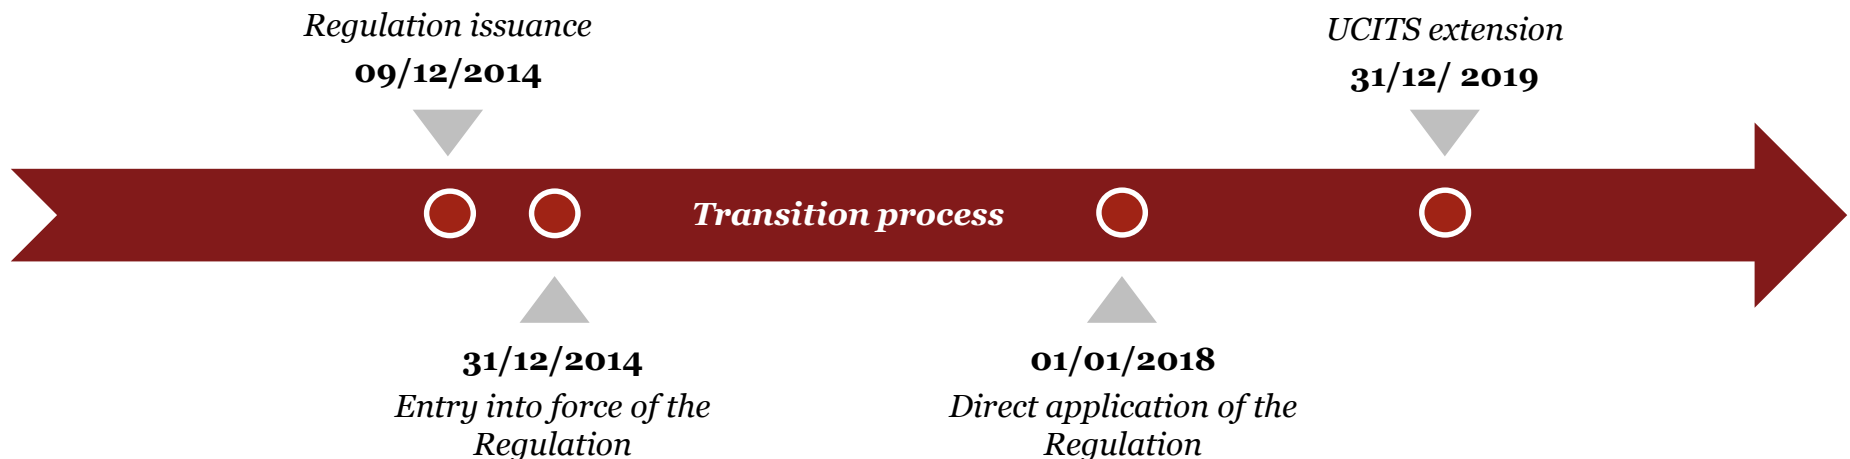 Regulation issuance
09/12/2014
UCITS extension
31/12/ 2019
Transition process
31/12/2014
Entry into force of the
Regulation
01/01/2018
Direct application of the
Regulation